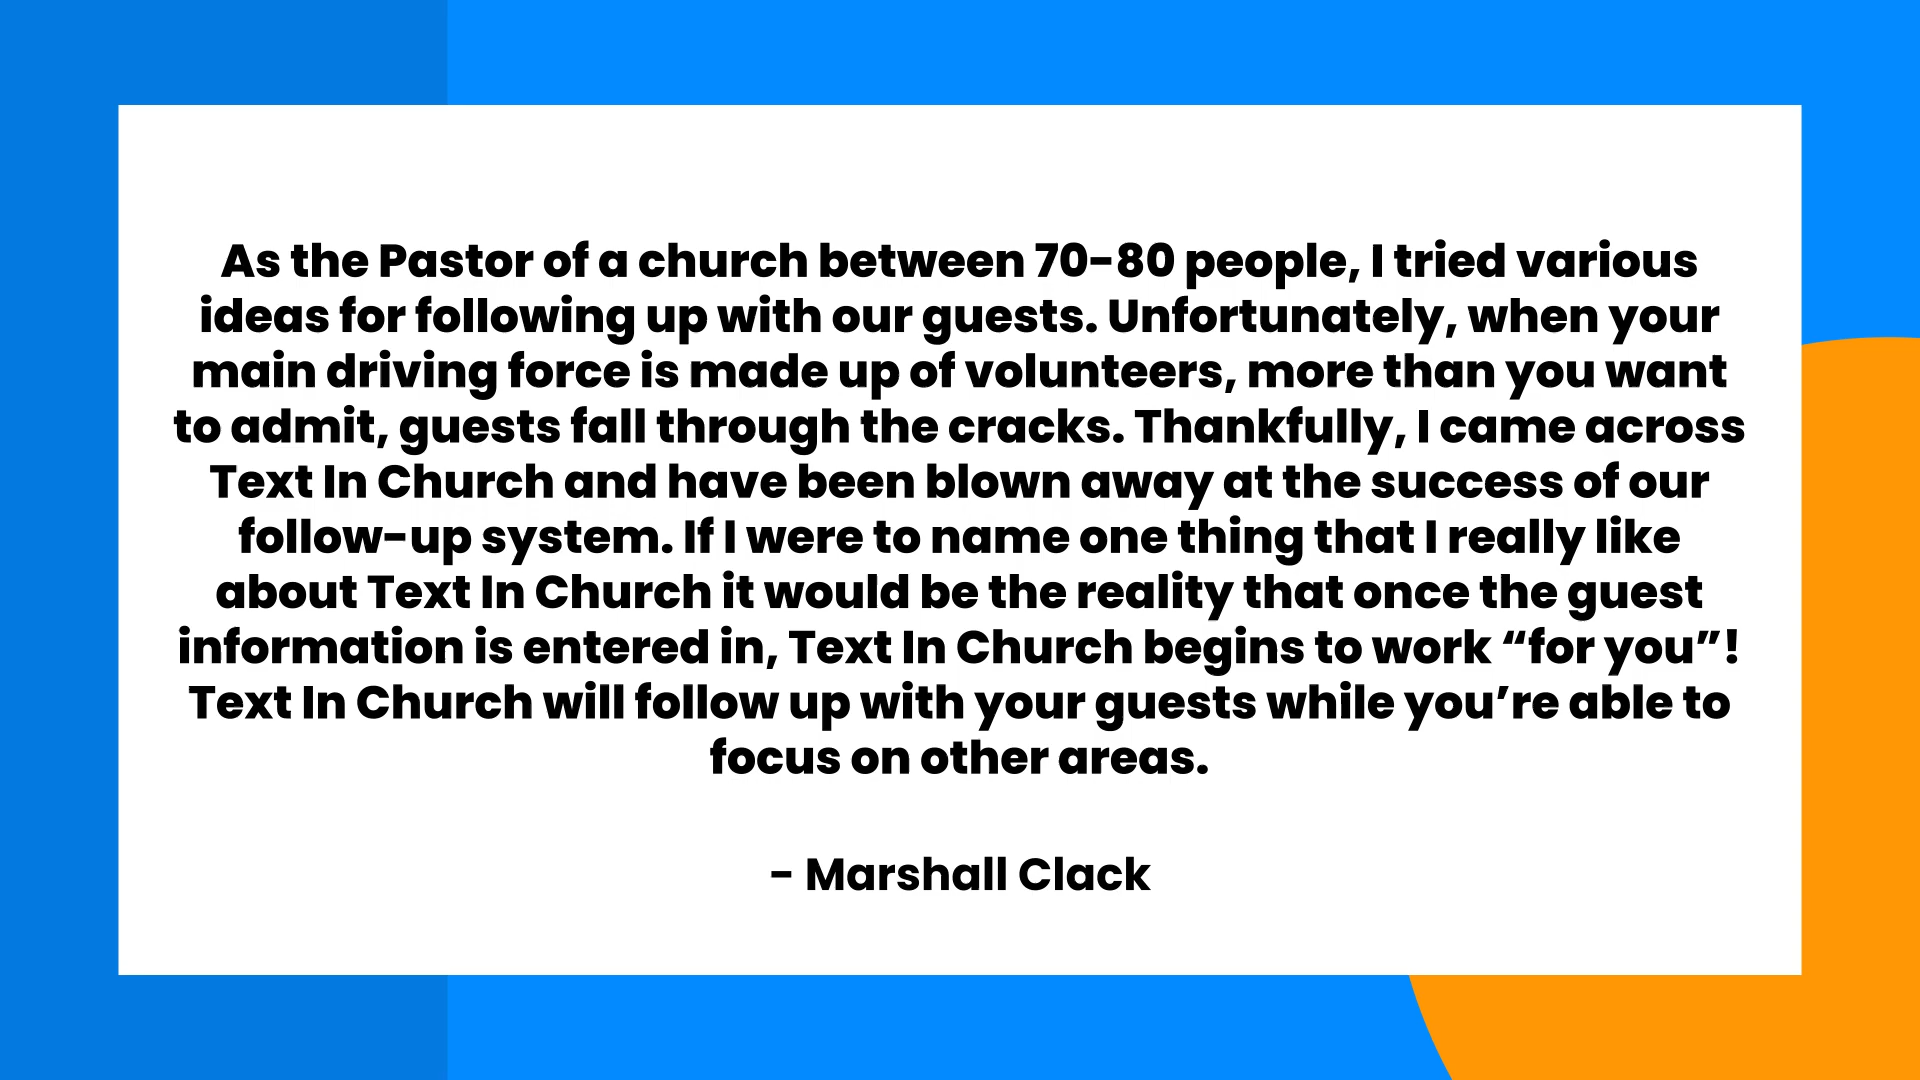 As the Pastor of a church between 70-80 people, I tried various
ideas for following up with our guests. Unfortunately, when your
main driving force is made up of volunteers, more than you want
to admit, guests fall through the cracks. Thankfully, I came across
Text In Church and have been blown away at the success of our
follow-up system. If I were to name one thing that I really like
about Text In Church it would be the reality that once the guest
information is entered in, Text In Church begins to work “for you”!
Text In Church will follow up with your guests while you’re able to
focus on other areas.
- Marshall Clack